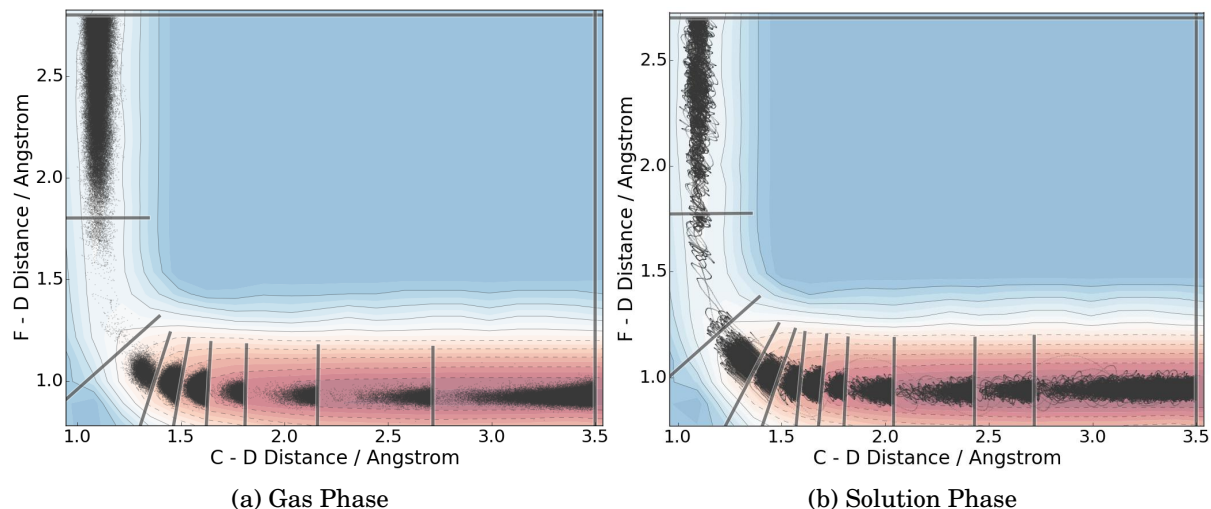 2.5
2.0
1.5
1.0
F - D Distance / Angstrom
1.0 1.5 2.0 2.5 3.0 3.5
C - D Distance / Angstrom
(a) Gas Phase
2.5
2.0
1.5
1.0
F - D Distance / Angstrom
1.0 1.5 2.0 2.5 3.0 3.5
C - D Distance / Angstrom
(b) Solution Phase